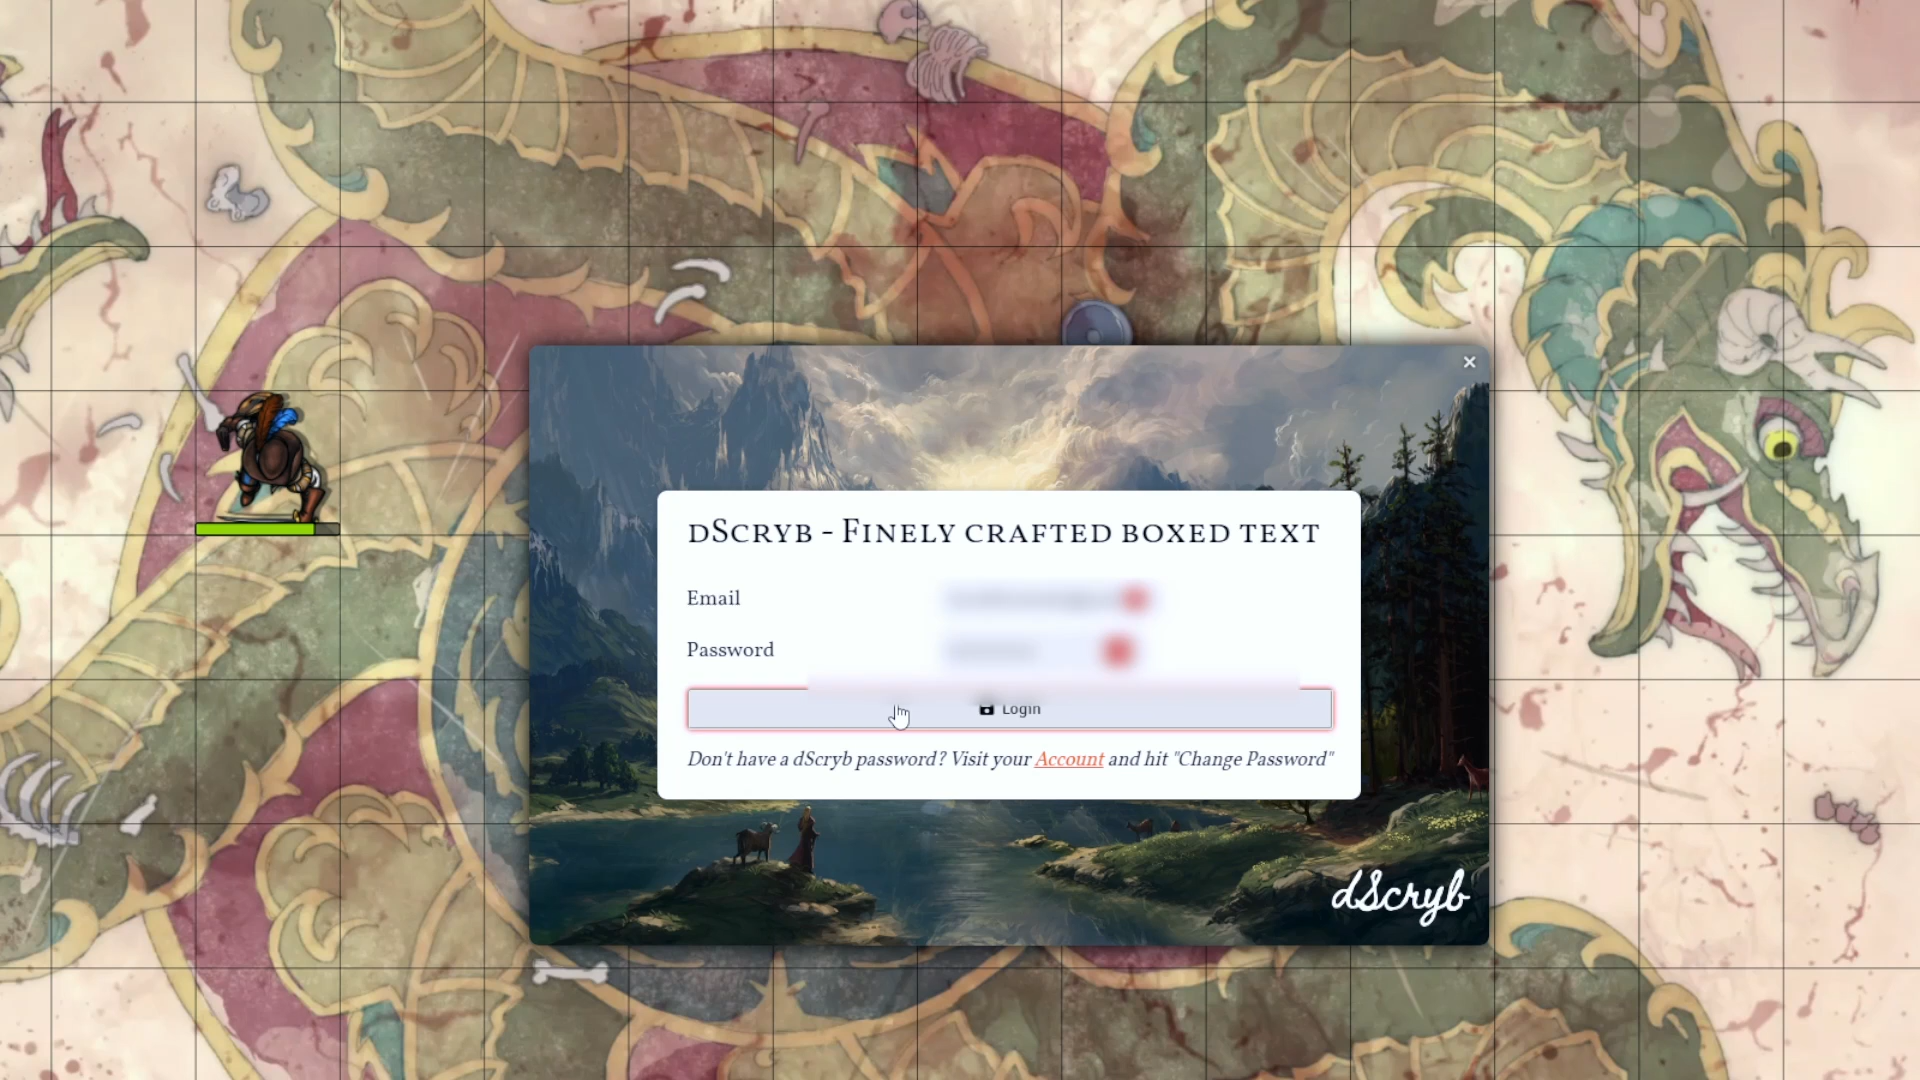 dScryb - Finely crafted boxed text
Email
Password
Login
Don't have a dScryb password? Visit your Account and hit "Change Password"
dScryb